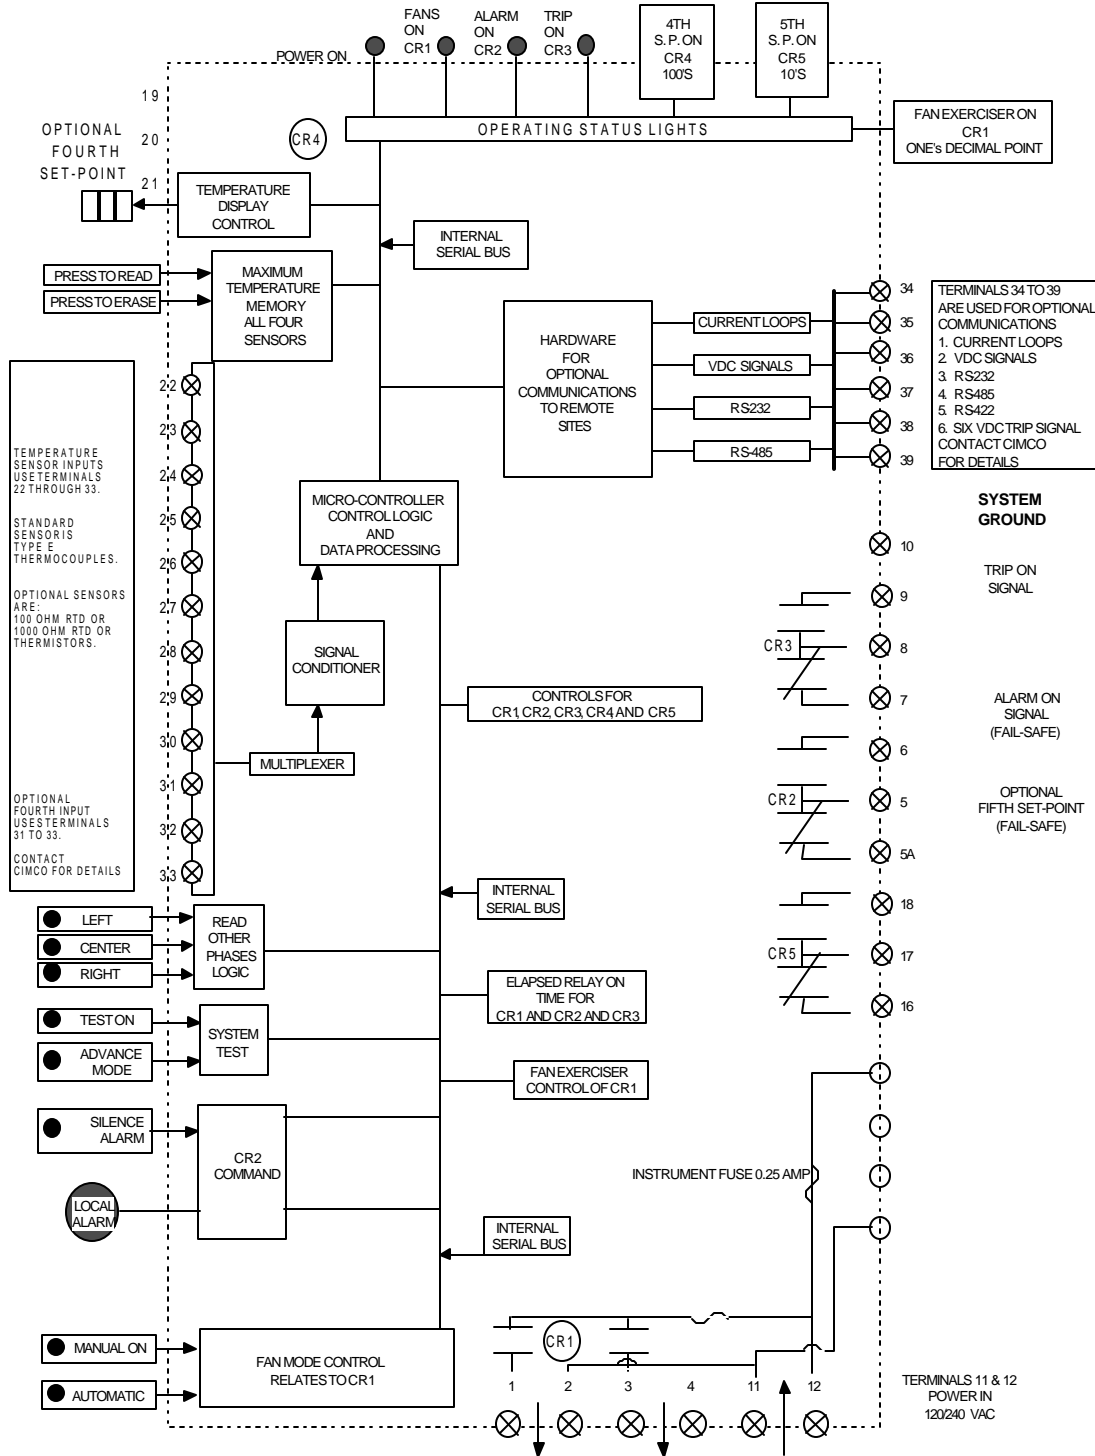 FANS
ON
CR1
ALARM
ON
CR2
TRIP
ON
CR3
4TH
S.P. ON
CR4
100'S
5TH
S.P. ON
CR5
10'S
POWER ON
OPERATING STATUS LIGHTS
FAN EXERCISER ON
CR1
ONE's DECIMAL POINT
19
20
21
OPTIONAL
FOURTH
SET-POINT
CR4
TEMPERATURE
DISPLAY
CONTROL
INTERNAL
SERIAL BUS
PRESS TO READ
PRESS TO ERASE
MAXIMUM
TEMPERATURE
MEMORY
ALL FOUR
SENSORS
HARDWARE
FOR
OPTIONAL
COMMUNICATIONS
TO REMOTE
SITES
CURRENT LOOPS
VDC SIGNALS
RS232
RS-485
34
35
36
37
38
39
TERMINALS 34 TO 39
ARE USED FOR OPTIONAL
COMMUNICATIONS
1. CURRENT LOOPS
2. VDC SIGNALS
3. RS232
4. RS485
5. RS422
6. SIX VDC TRIP SIGNAL
CONTACT CIMCO
FOR DETAILS
TEMPERATURE
SENSOR INPUTS
USE TERMINALS
22 THROUGH 33.
STANDARD
SENSOR IS
TYPE E
THERMOCOUPLES.
OPTIONAL SENSORS
ARE:
100 OHM RTD OR
1000 OHM RTD OR
THERMISTORS.
OPTIONAL
FOURTH INPUT
USES TERMINALS
31 TO 33.
CONTACT
CIMCO FOR DETAILS
22
23
24
25
26
27
28
29
30
31
32
33
MICRO-CONTROLLER
CONTROL LOGIC
AND
DATA PROCESSING
SIGNAL
CONDITIONER
MULTIPLEXER
CONTROLS FOR
CR1, CR2, CR3, CR4 AND CR5
SYSTEM
GROUND
10
TRIP ON
SIGNAL
9
CR3
8
7
ALARM ON
SIGNAL
(FAIL-SAFE)
6
CR2
5
OPTIONAL
FIFTH SET-POINT
(FAIL-SAFE)
5A
18
CR5
17
16
INTERNAL
SERIAL BUS
LEFT
CENTER
RIGHT
READ
OTHER
PHASES
LOGIC
ELAPSED RELAY ON
TIME FOR
CR1 AND CR2 AND CR3
TEST ON
ADVANCE
MODE
SYSTEM
TEST
FAN EXERCISER
CONTROL OF CR1
SILENCE
ALARM
CR2
COMMAND
LOCAL
ALARM
INSTRUMENT FUSE 0.25 AMP
INTERNAL
SERIAL BUS
MANUAL ON
AUTOMATIC
FAN MODE CONTROL
RELATES TO CR1
CR1
1
2
3
4
11
12
TERMINALS 11 & 12
POWER IN
120/240 VAC